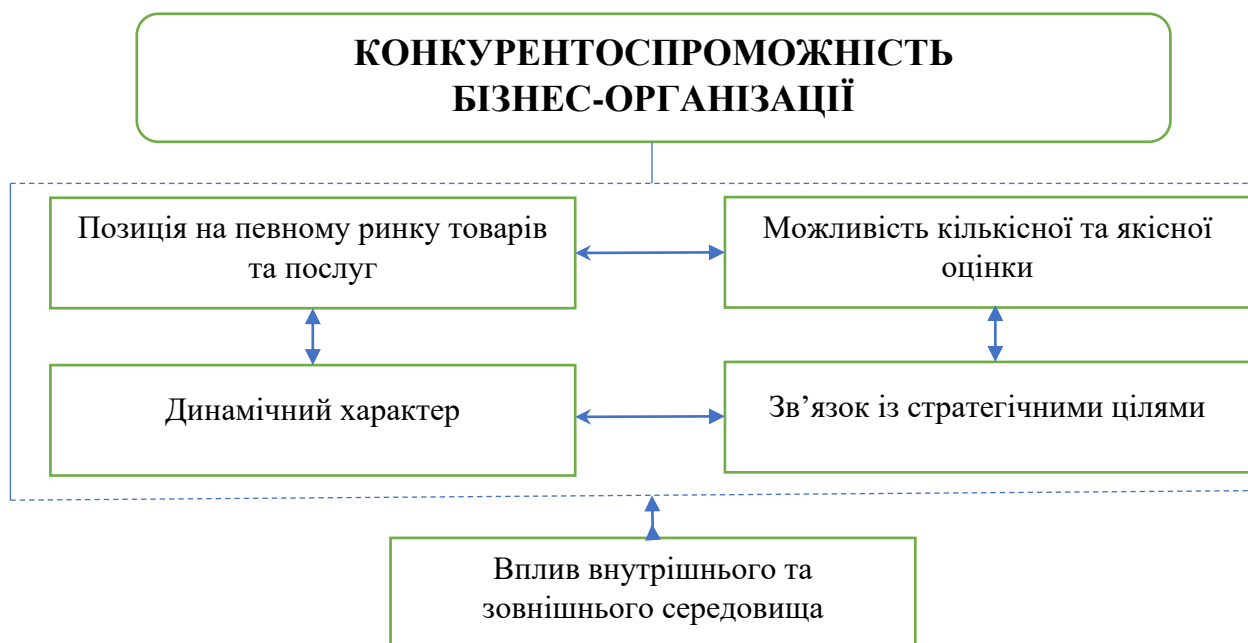 КОНКУРЕНТОСПРОМОЖНІСТЬ
БІЗНЕС-ОРГАНІЗАЦІЇ
Позиція на певному ринку товарів
та послуг
Можливість кількісної та якісної
оцінки
Динамічний характер
Зв’язок із стратегічними цілями
Вплив внутрішнього та
зовнішнього середовища